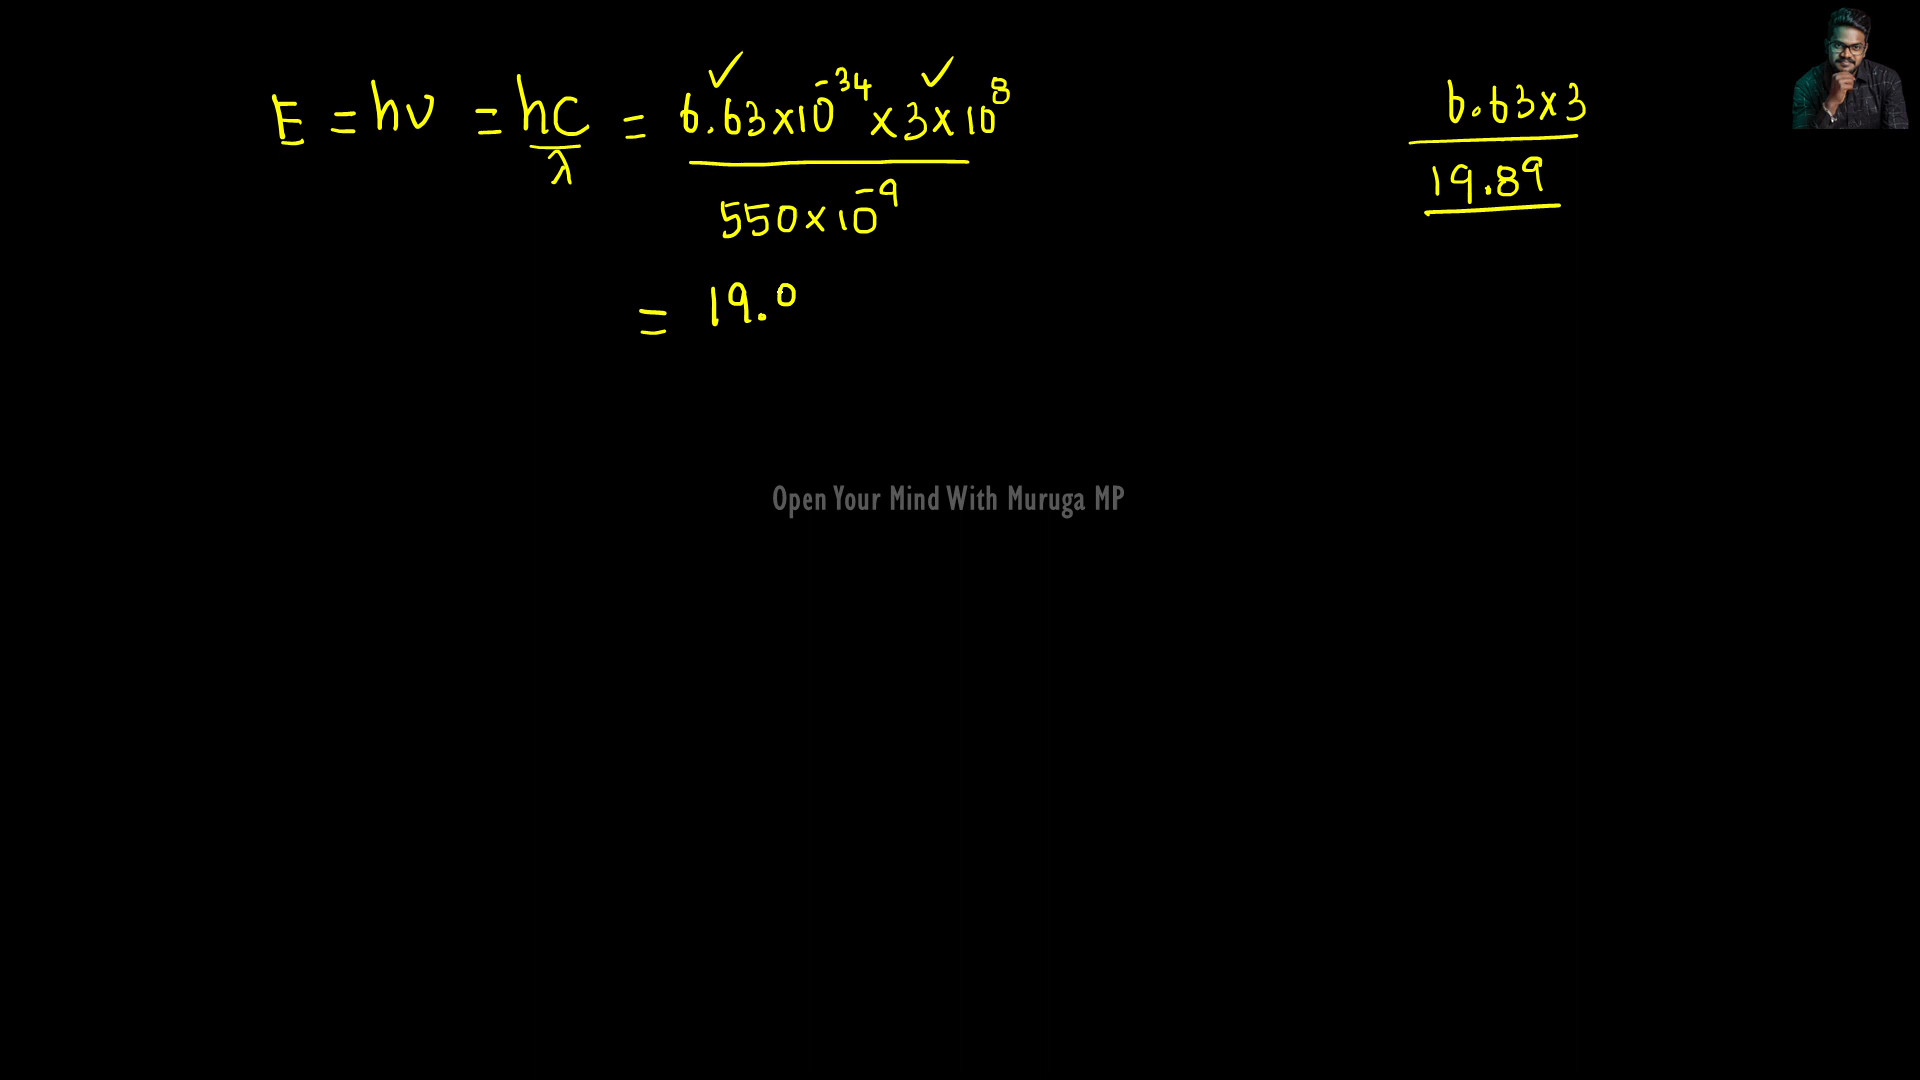 E = hν = hc/λ = 6.63×10⁻³⁴ × 3×10⁸
550×10⁻⁹
= 19.0
6.63×3
19.89
Open Your Mind With Muruga MP